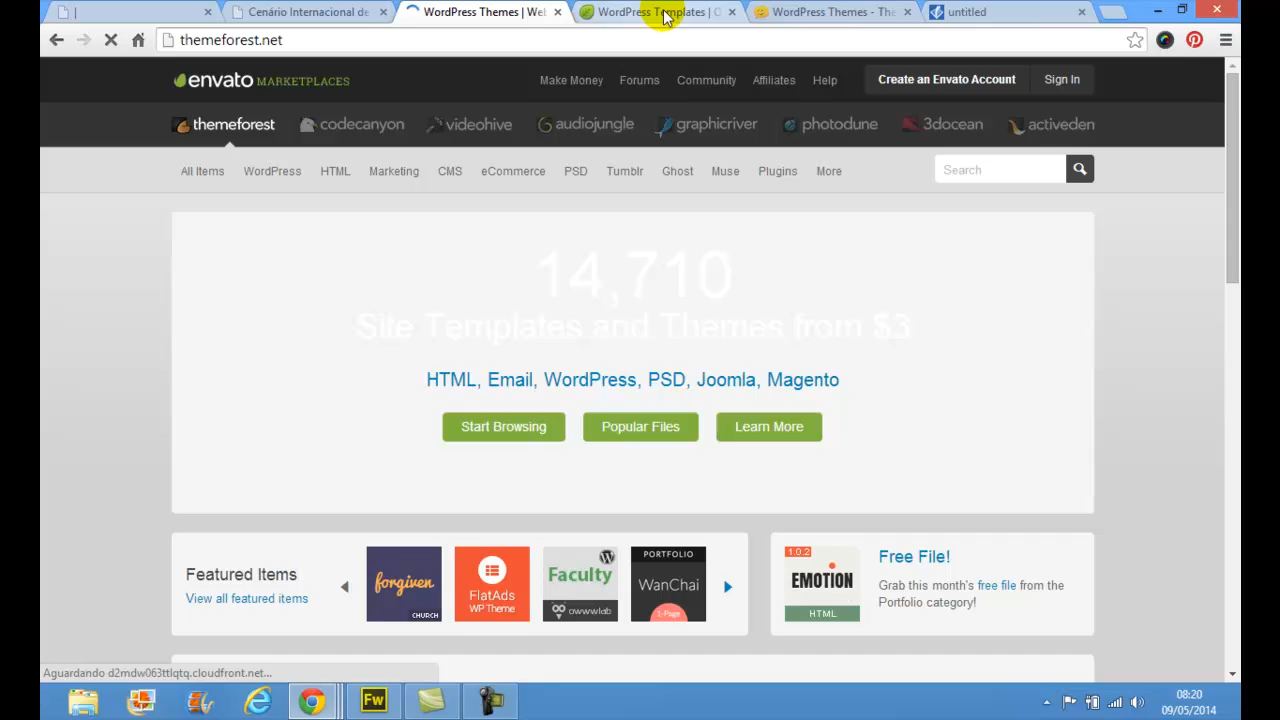 |
Cenário Internacional de
WordPress Themes | Web
WordPress Templates | O
WordPress Themes - The
untitled
themeforest.net
envato MARKETPLACES
Make Money Forums Community Affiliates Help
Create an Envato Account Sign In
themeforest codecanyon videohive audiojungle graphicriver photodune 3docean activeden
All Items WordPress HTML Marketing CMS eCommerce PSD Tumblr Ghost Muse Plugins More
Search
14,710
Site Templates and Themes from $3
HTML, Email, WordPress, PSD, Joomla, Magento
Start Browsing Popular Files Learn More
Featured Items
View all featured items
forgiven
CHURCH
FlatAds
WP Theme
Faculty
owwwlab
PORTFOLIO
WanChai
1-Page
1.0.2
EMOTION
HTML
Free File!
Grab this month's free file from the
Portfolio category!
Aguardando d2mdw063ttlqtq.cloudfront.net...
Fw
08:20
09/05/2014